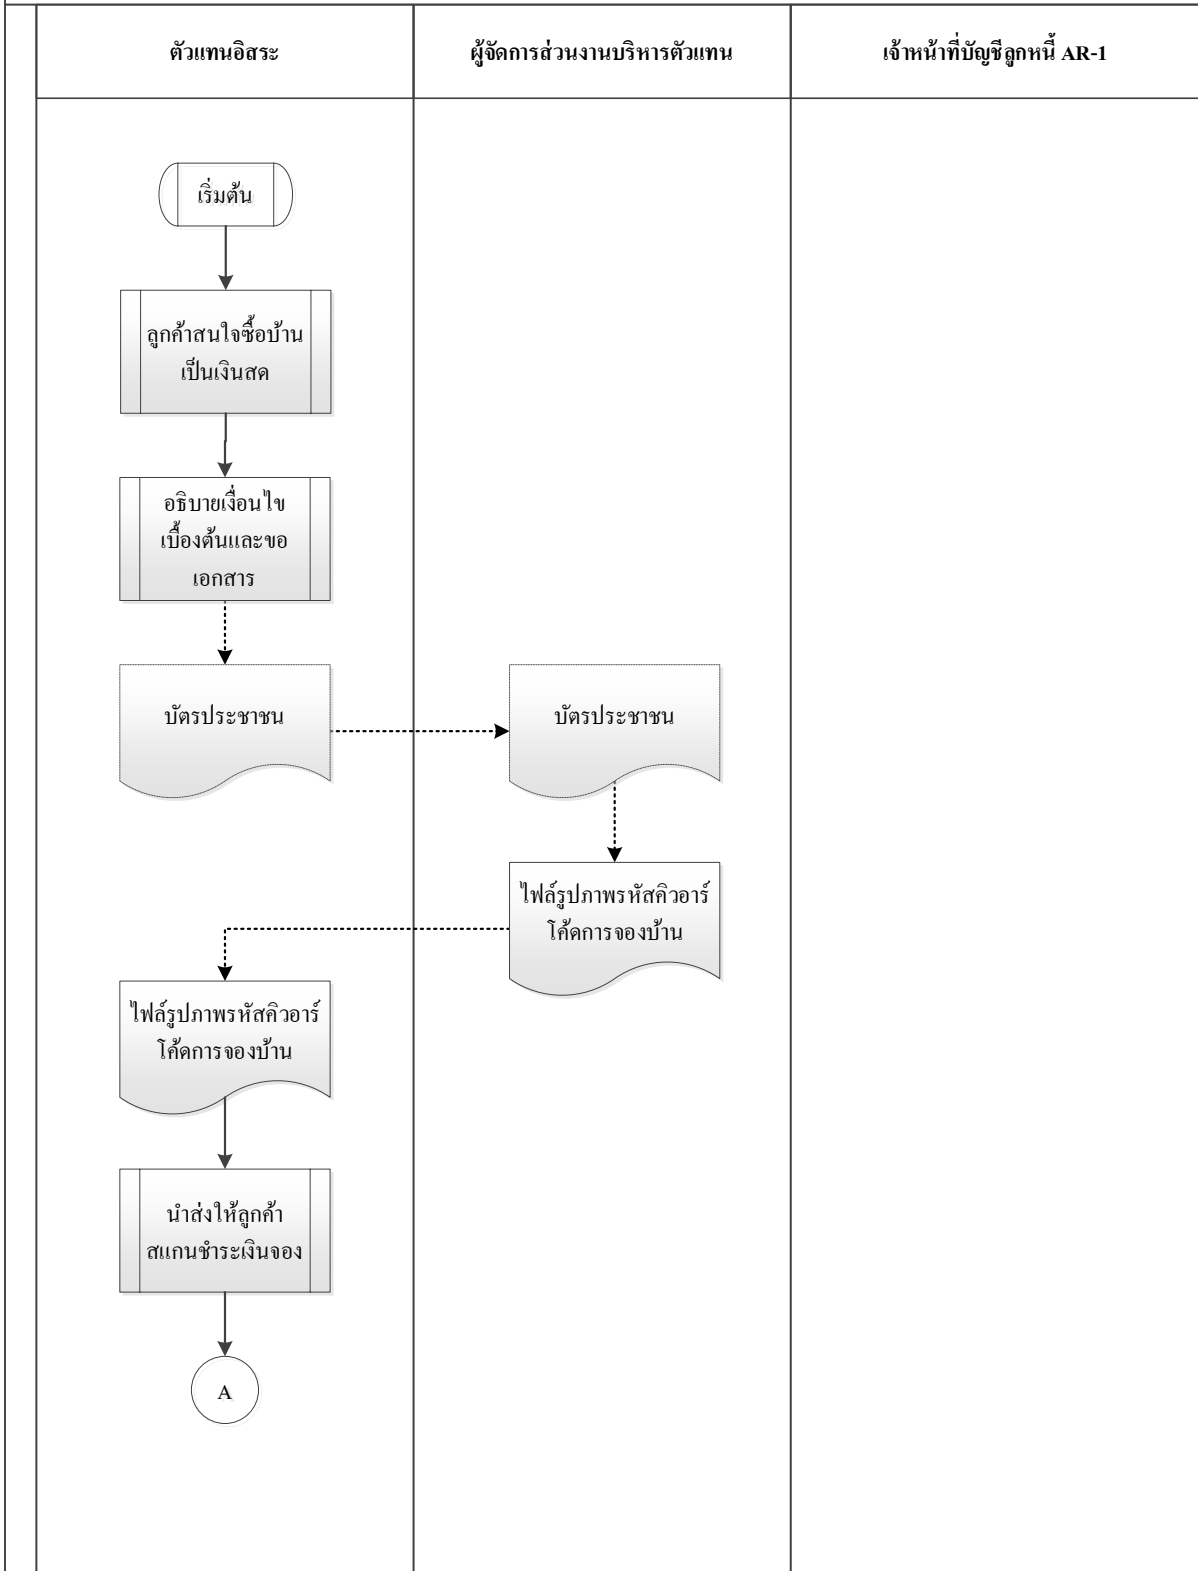 ตัวแทนอิสระ
ผู้จัดการส่วนงานบริหารตัวแทน
เจ้าหน้าที่บัญชีลูกหนี้ AR-1
เริ่มต้น
ลูกค้าสนใจซื้อบ้าน
เป็นเงินสด
อธิบายเงื่อนไข
เบื้องต้นและขอ
เอกสาร
บัตรประชาชน
บัตรประชาชน
ไฟล์รูปภาพรหัสคิวอาร์
โค้ดการจองบ้าน
ไฟล์รูปภาพรหัสคิวอาร์
โค้ดการจองบ้าน
นำส่งให้ลูกค้า
สแกนชำระเงินจอง
A